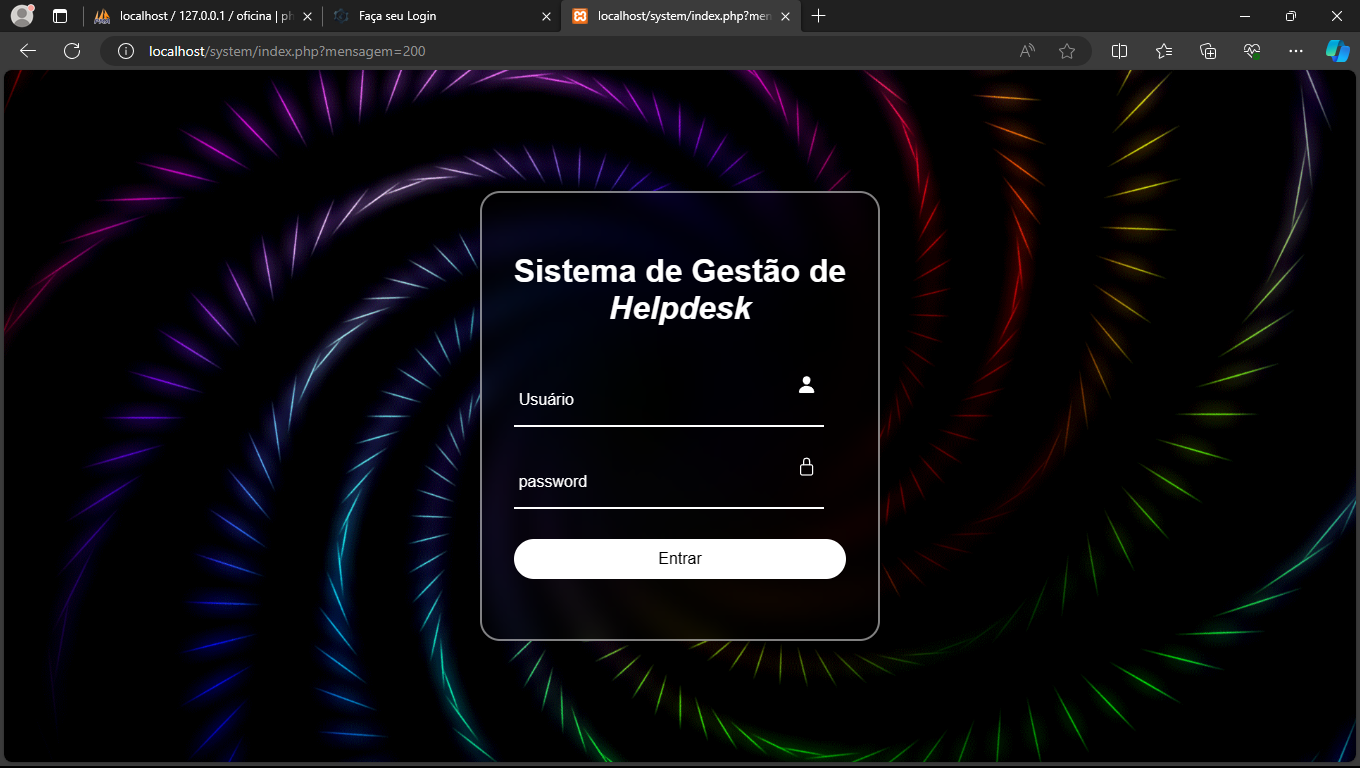 localhost / 127.0.0.1 / oficina | ph
Faça seu Login
localhost/system/index.php?men
localhost/system/index.php?mensagem=200
Sistema de Gestão de
Helpdesk
Usuário
password
Entrar